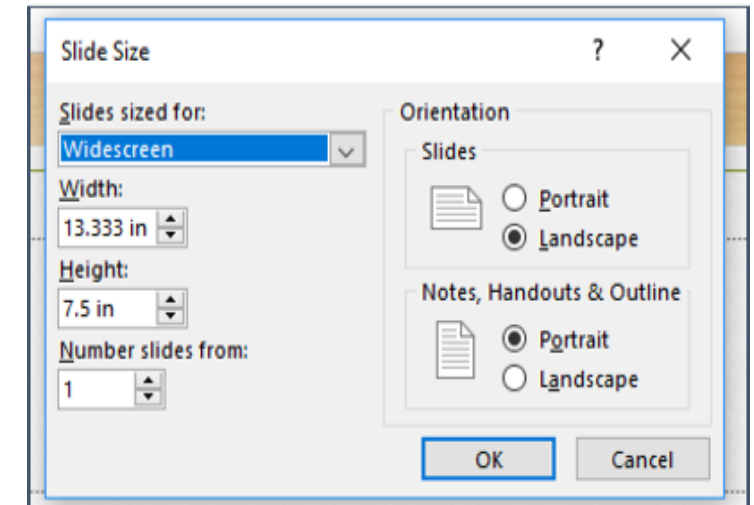 Slide Size
?
Slides sized for:
Widescreen
Width:
13.333 in
Height:
7.5 in
Number slides from:
1
Orientation
Slides
Portrait
Landscape
Notes, Handouts & Outline
Portrait
Landscape
OK
Cancel